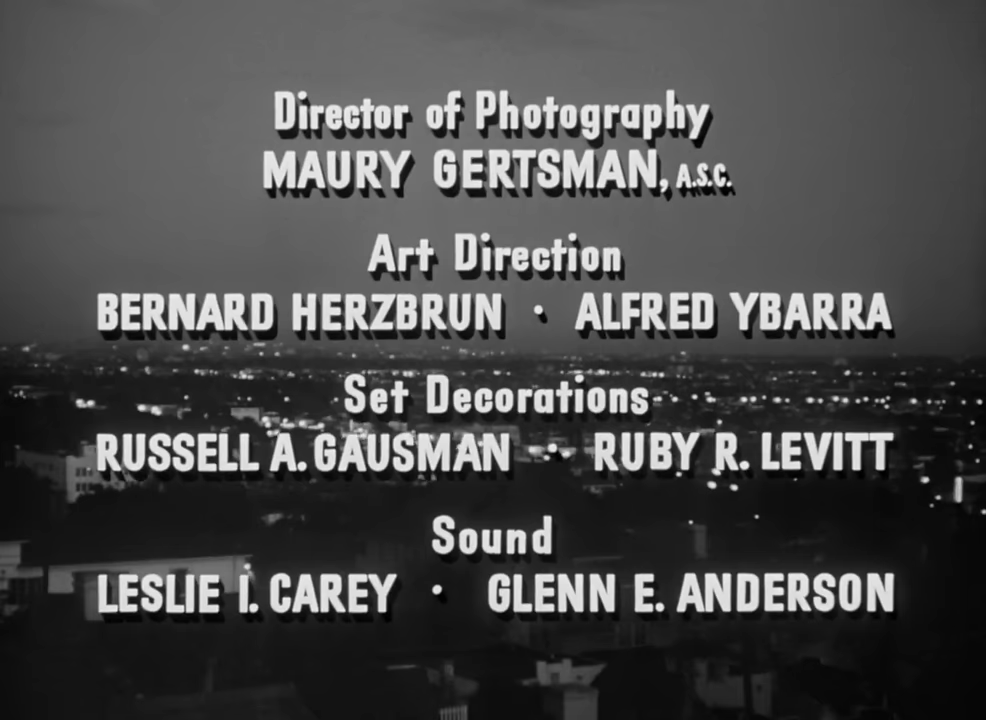 Director of Photography
MAURY GERTSMAN, A.S.C.
Art Direction
BERNARD HERZBRUN • ALFRED YBARRA
Set Decorations
RUSSELL A. GAUSMAN • RUBY R. LEVITT
Sound
LESLIE I. CAREY • GLENN E. ANDERSON